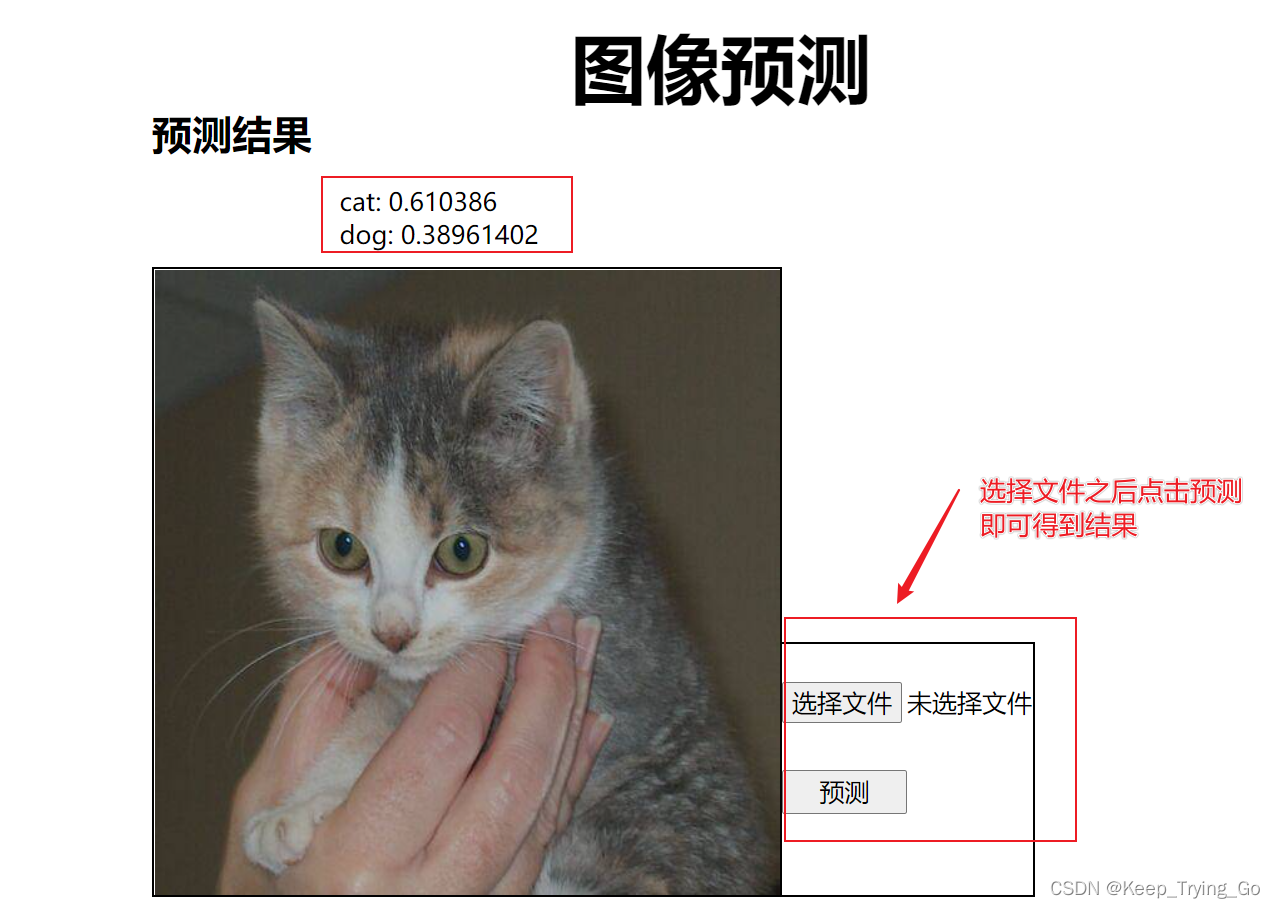 图像预测
预测结果
cat: 0.610386
dog: 0.38961402
选择文件之后点击预测
即可得到结果
选择文件 未选择文件
预测
CSDN @Keep_Trying_Go